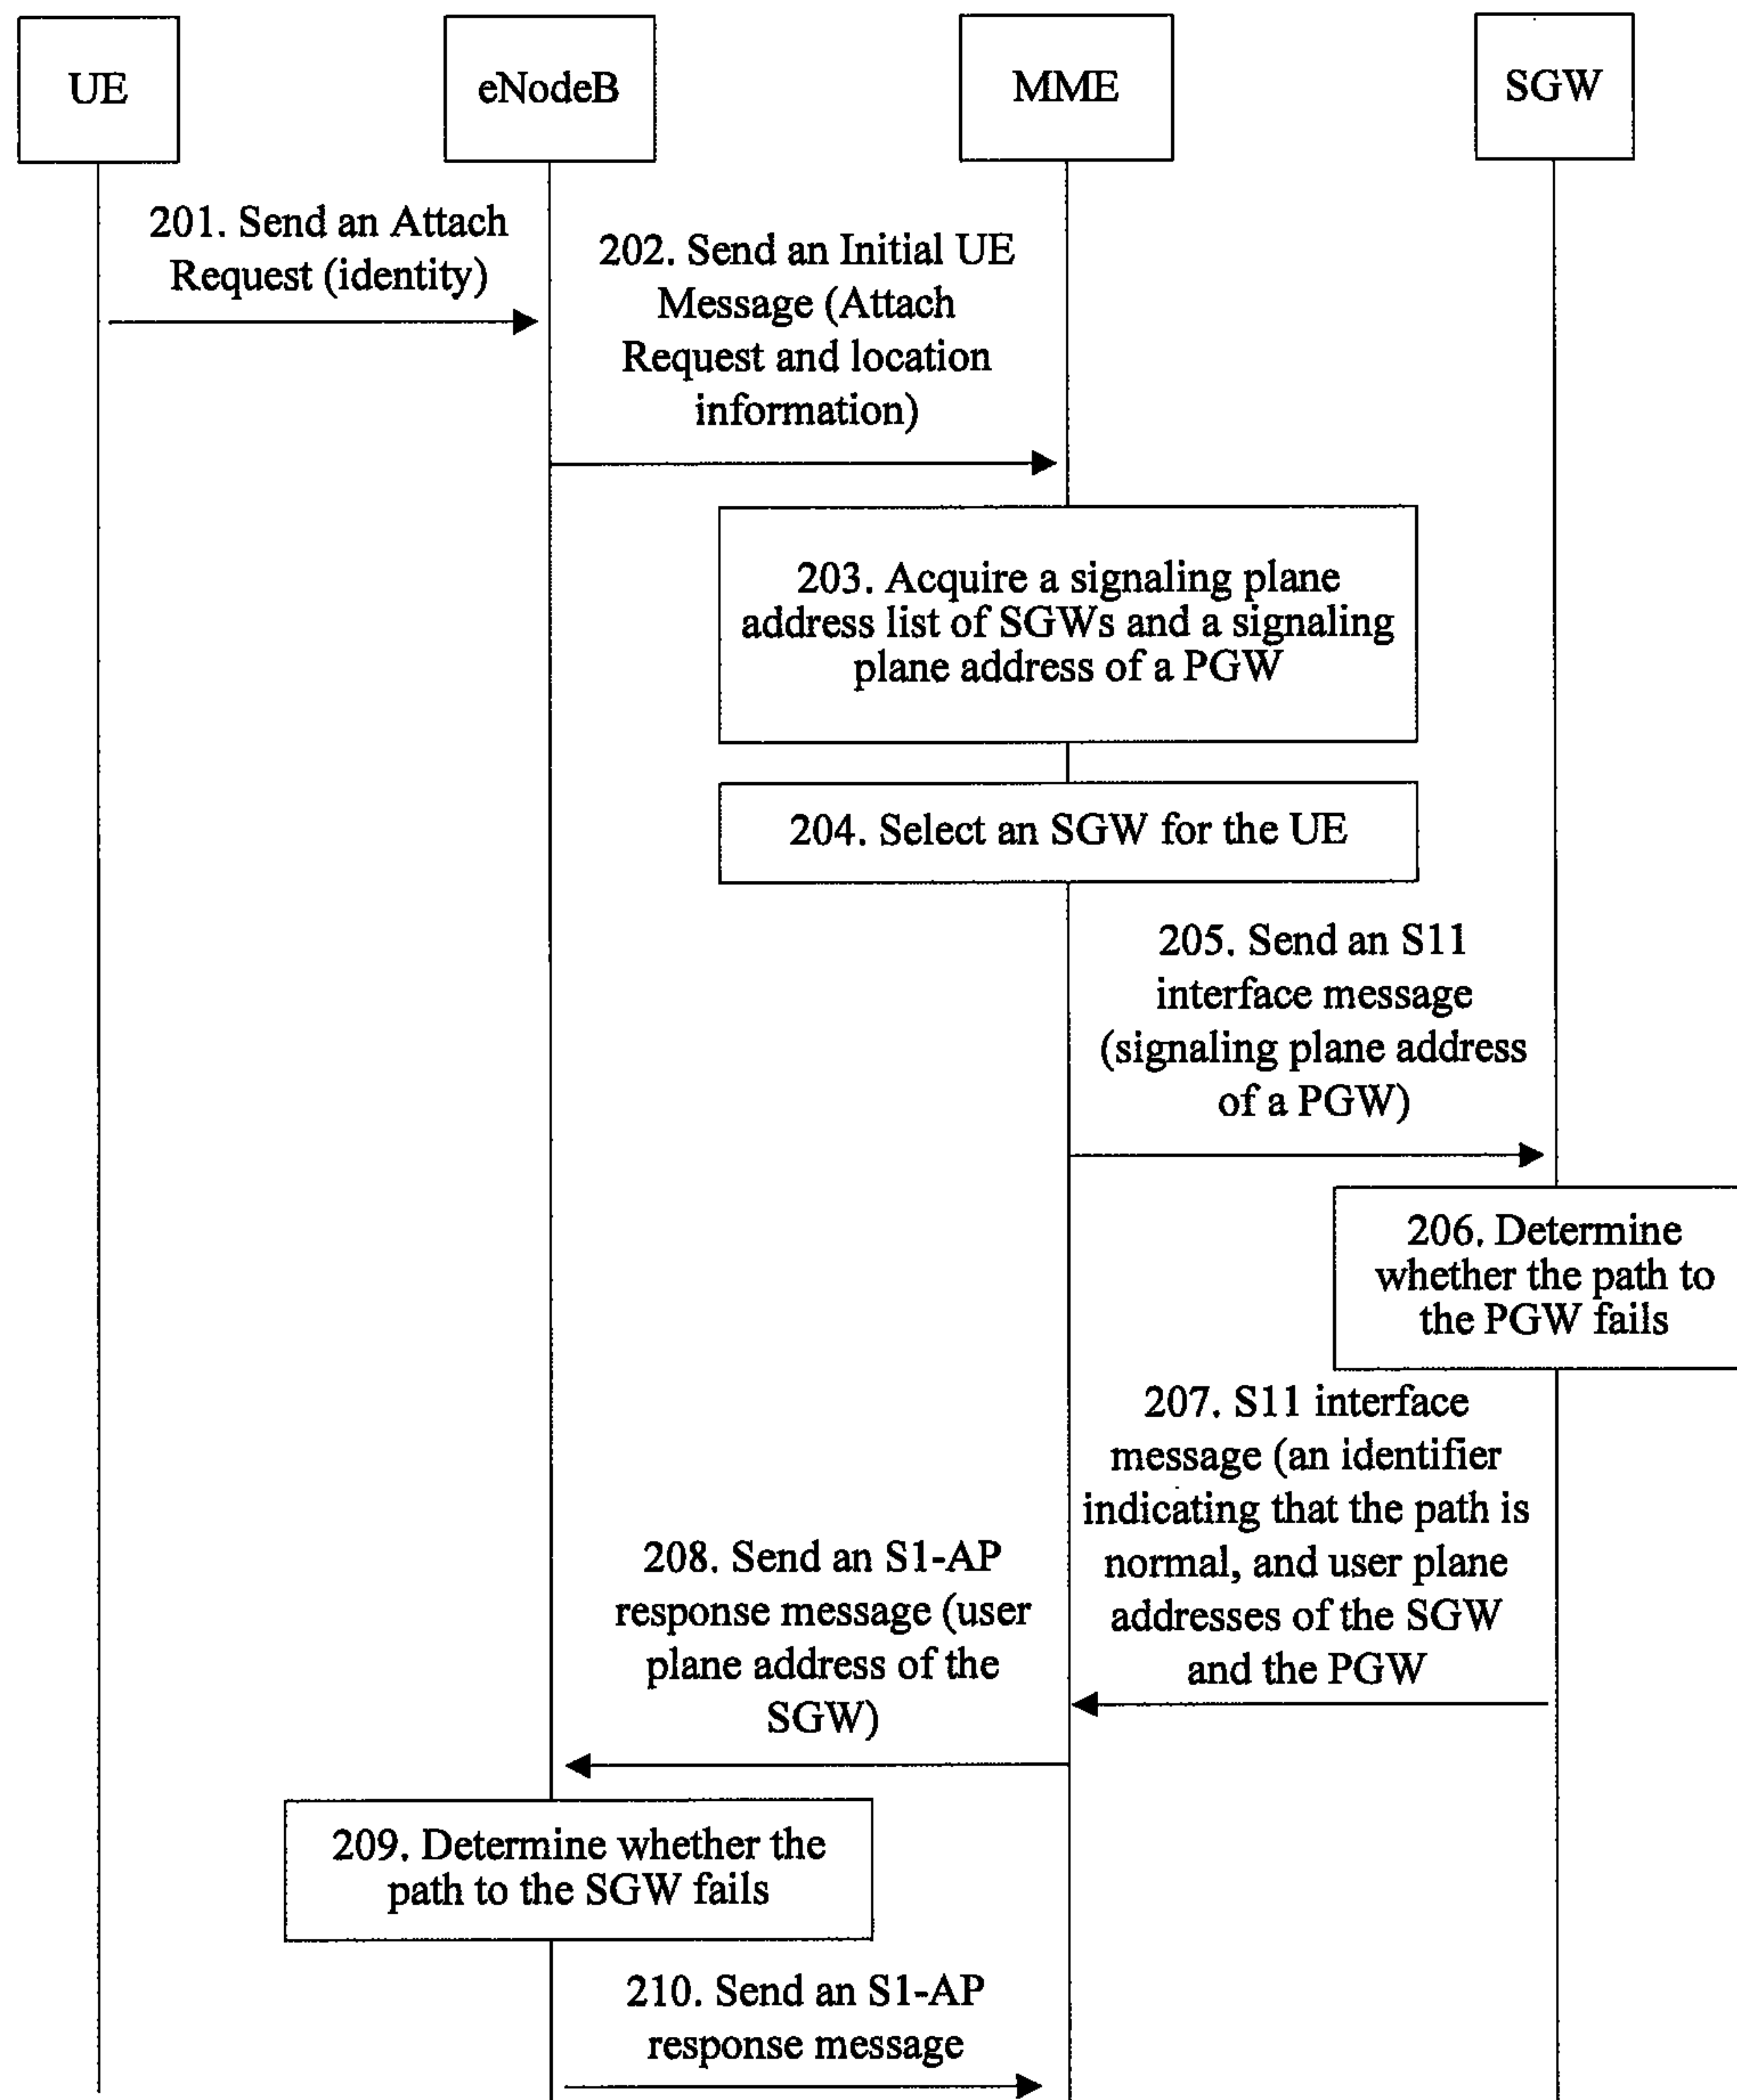 UE
eNodeB
MME
SGW
201. Send an Attach
Request (identity)
202. Send an Initial UE
Message (Attach
Request and location
information)
203. Acquire a signaling plane
address list of SGWs and a signaling
plane address of a PGW
204. Select an SGW for the UE
205. Send an S11
interface message
(signaling plane address
of a PGW)
206. Determine
whether the path to
the PGW fails
207. S11 interface
message (an identifier
indicating that the path is
normal, and user plane
addresses of the SGW
and the PGW
208. Send an S1-AP
response message (user
plane address of the
SGW)
209. Determine whether the
path to the SGW fails
210. Send an S1-AP
response message